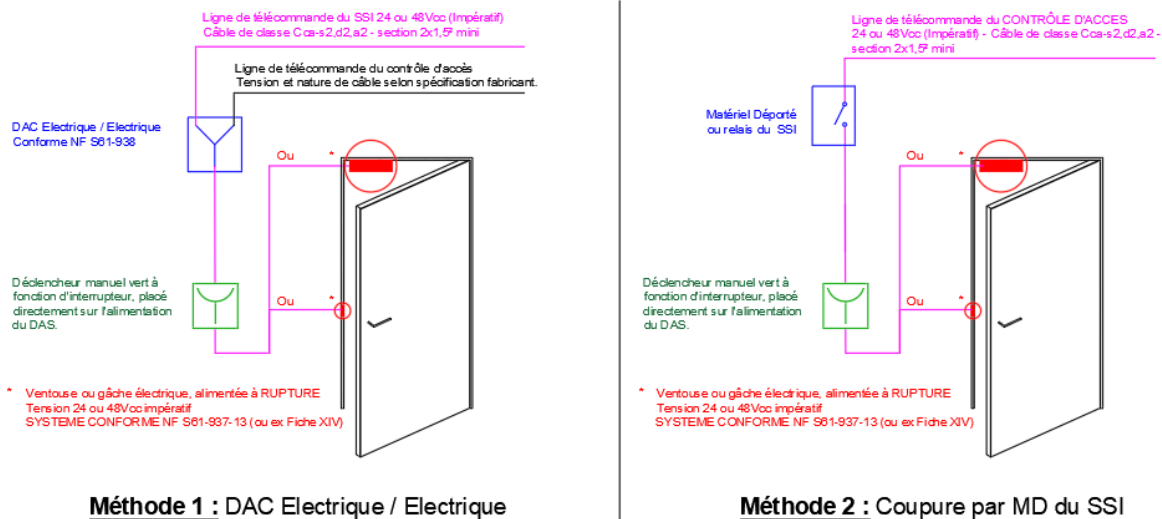 Ligne de télécommande du SSI 24 ou 48Vcc (Impératif)
Câble de classe Cca-s2,d2,a2 - section 2x1,5² mini
Ligne de télécommande du contrôle d'accès
Tension et nature de câble selon spécification fabricant.
DAC Electrique / Electrique
Conforme NF S61-938
Ou *
Déclencheur manuel vert à
fonction d'interrupteur, placé
directement sur l'alimentation
du DAS.
Ou *
* Ventouse ou gâche électrique, alimentée à RUPTURE
Tension 24 ou 48Vcc impératif
SYSTEME CONFORME NF S61-937-13 (ou ex Fiche XIV)
Méthode 1 : DAC Electrique / Electrique
Ligne de télécommande du CONTRÔLE D'ACCES
24 ou 48Vcc (Impératif) - Câble de classe Cca-s2,d2,a2 -
section 2x1,5² mini
Matériel Déporté
ou relais du SSI
Ou *
Déclencheur manuel vert à
fonction d'interrupteur, placé
directement sur l'alimentation
du DAS.
Ou *
* Ventouse ou gâche électrique, alimentée à RUPTURE
Tension 24 ou 48Vcc impératif
SYSTEME CONFORME NF S61-937-13 (ou ex Fiche XIV)
Méthode 2 : Coupure par MD du SSI